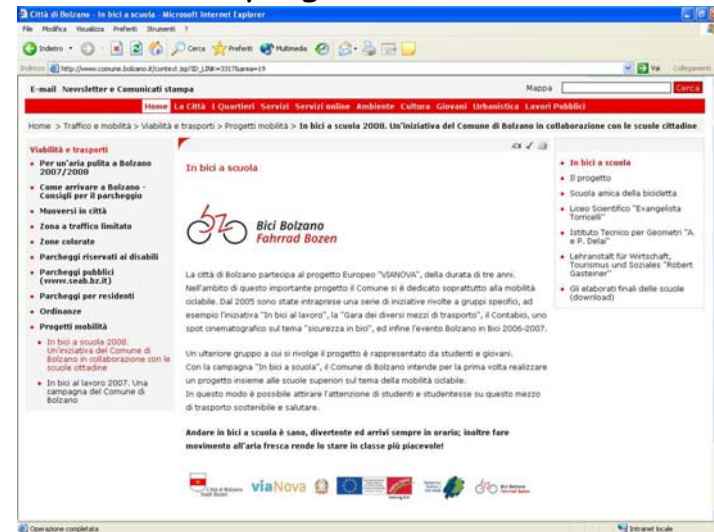 Città di Bolzano - In bici a scuola - Microsoft Internet Explorer
File Modifica Visualizza Preferiti Strumenti ?
Indietro Cerca Preferiti Multimedia
Indirizzo Vai Collegamenti
E-mail Newsletter e Comunicati stampa Mappa Cerca
Home La Città I Quartieri Servizi Servizi online Ambiente Cultura Giovani Urbanistica Lavori Pubblici
Home > Traffico e mobilità > Viabilità e trasporti > Progetti mobilità > In bici a scuola 2008. Un'iniziativa del Comune di Bolzano in collaborazione con le scuole cittadine
Viabilità e trasporti
Per un'aria pulita a Bolzano
2007/2008
Come arrivare a Bolzano -
Consigli per il parcheggio
Muoversi in città
Zona a traffico limitato
Zone colorate
Parcheggi riservati ai disabili
Parcheggi pubblici
(www.seab.bz.it)
Parcheggi per residenti
Ordinanze
Progetti mobilità
In bici a scuola 2008.
Un'iniziativa del Comune di
Bolzano in collaborazione con le
scuole cittadine
In bici al lavoro 2007. Una
campagna del Comune di
Bolzano
In bici a scuola
Bici Bolzano
Fahrrad Bozen
La città di Bolzano partecipa al progetto Europeo "VIANOVA", della durata di tre anni.
Nell'ambito di questo importante progetto il Comune si è dedicato soprattutto alla mobilità
ciclabile. Dal 2005 sono state intraprese una serie di iniziative rivolte a gruppi specifici, ad
esempio l'iniziativa "In bici al lavoro", la "Gara dei diversi mezzi di trasporto", il Contabio, uno
spot cinematografico sul tema "sicurezza in bici", ed infine l'evento Bolzano in Bici 2006-2007.
Un ulteriore gruppo a cui si rivolge il progetto è rappresentato da studenti e giovani.
Con la campagna "In bici a scuola", il Comune di Bolzano intende per la prima volta realizzare
un progetto insieme alle scuole superiori sul tema della mobilità ciclabile.
In questo modo è possibile attirare l'attenzione di studenti e studentesse su questo mezzo
di trasporto sostenibile e salutare.
Andare in bici a scuola è sano, divertente ed arrivi sempre in orario; inoltre fare
movimento all'aria fresca rende lo stare in classe più piacevole!
Città di Bolzano
Stadt Bozen
viaNova
Bici Bolzano
Fahrrad Bozen
In bici a scuola
Il progetto
Scuola amica della bicicletta
Liceo Scientifico "Evangelista
Torricelli"
Istituto Tecnico per Geometri "A.
e P. Delai"
Lehranstalt für Wirtschaft,
Tourismus und Soziales "Robert
Gasteiner"
Gli elaborati finali delle scuole
(download)
Operazione completata Intranet locale